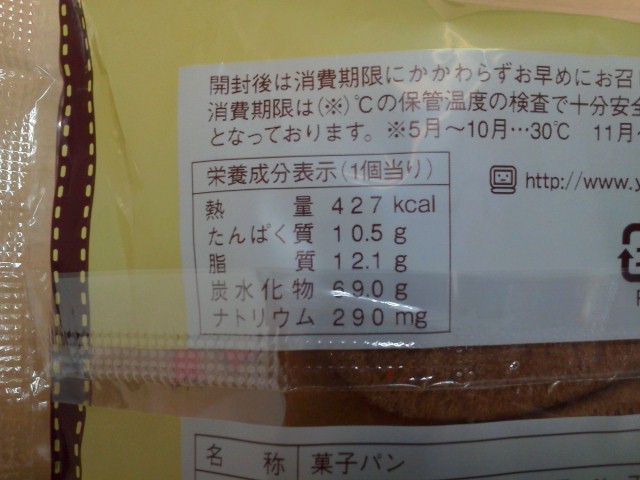 開封後は消費期限にかかわらずお早めにお召
消費期限は(※)℃の保管温度の検査で十分安全
となっております。※5月〜10月…30℃ 11月
栄養成分表示(1個当り)
熱量 427 kcal
たんぱく質 10.5 g
脂質 12.1 g
炭水化物 69.0 g
ナトリウム 290 mg
http://www.y
名称 菓子パン